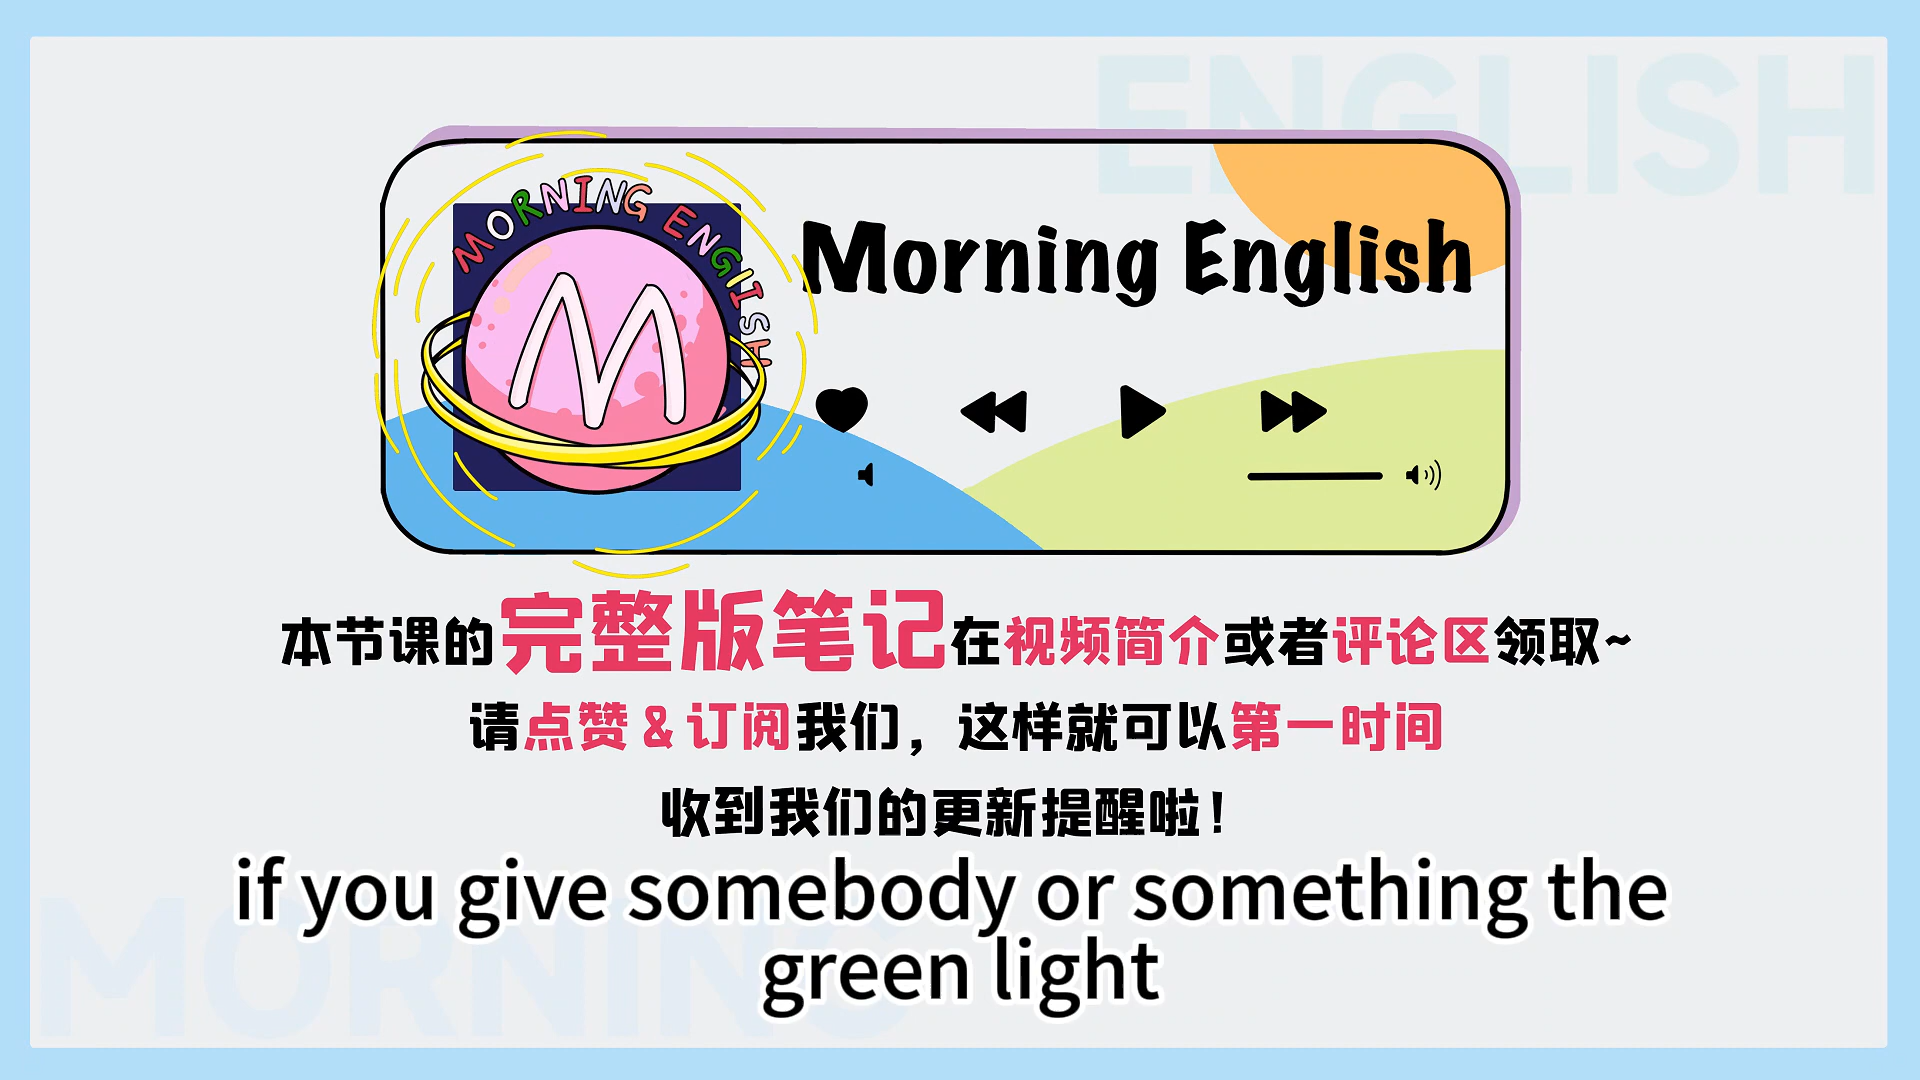 ENGLISH
MORNING ENGLISH
M
Morning English
本节课的完整版笔记在视频简介或者评论区领取~
请点赞&订阅我们，这样就可以第一时间
收到我们的更新提醒啦！
if you give somebody or something the
green light
MORNING